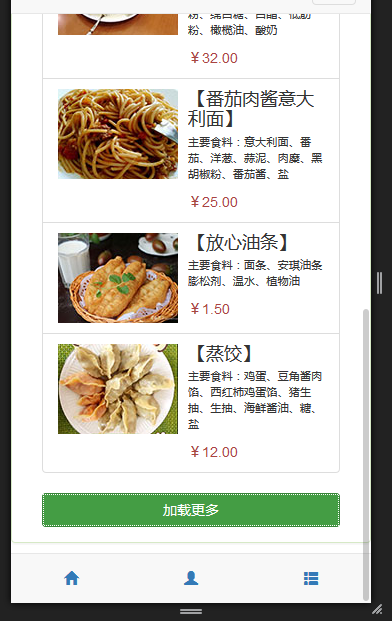 粉、绵白糖、白醋、低筋
粉、橄榄油、酸奶
￥32.00
【番茄肉酱意大
利面】
主要食料：意大利面、番
茄、洋葱、蒜泥、肉糜、黑
胡椒粉、番茄酱、盐
￥25.00
【放心油条】
主要食料：面条、安琪油条
膨松剂、温水、植物油
￥1.50
【蒸饺】
主要食料：鸡蛋、豆角酱肉
馅、西红柿鸡蛋馅、猪生
抽、生抽、海鲜酱油、糖、
盐
￥12.00
加载更多